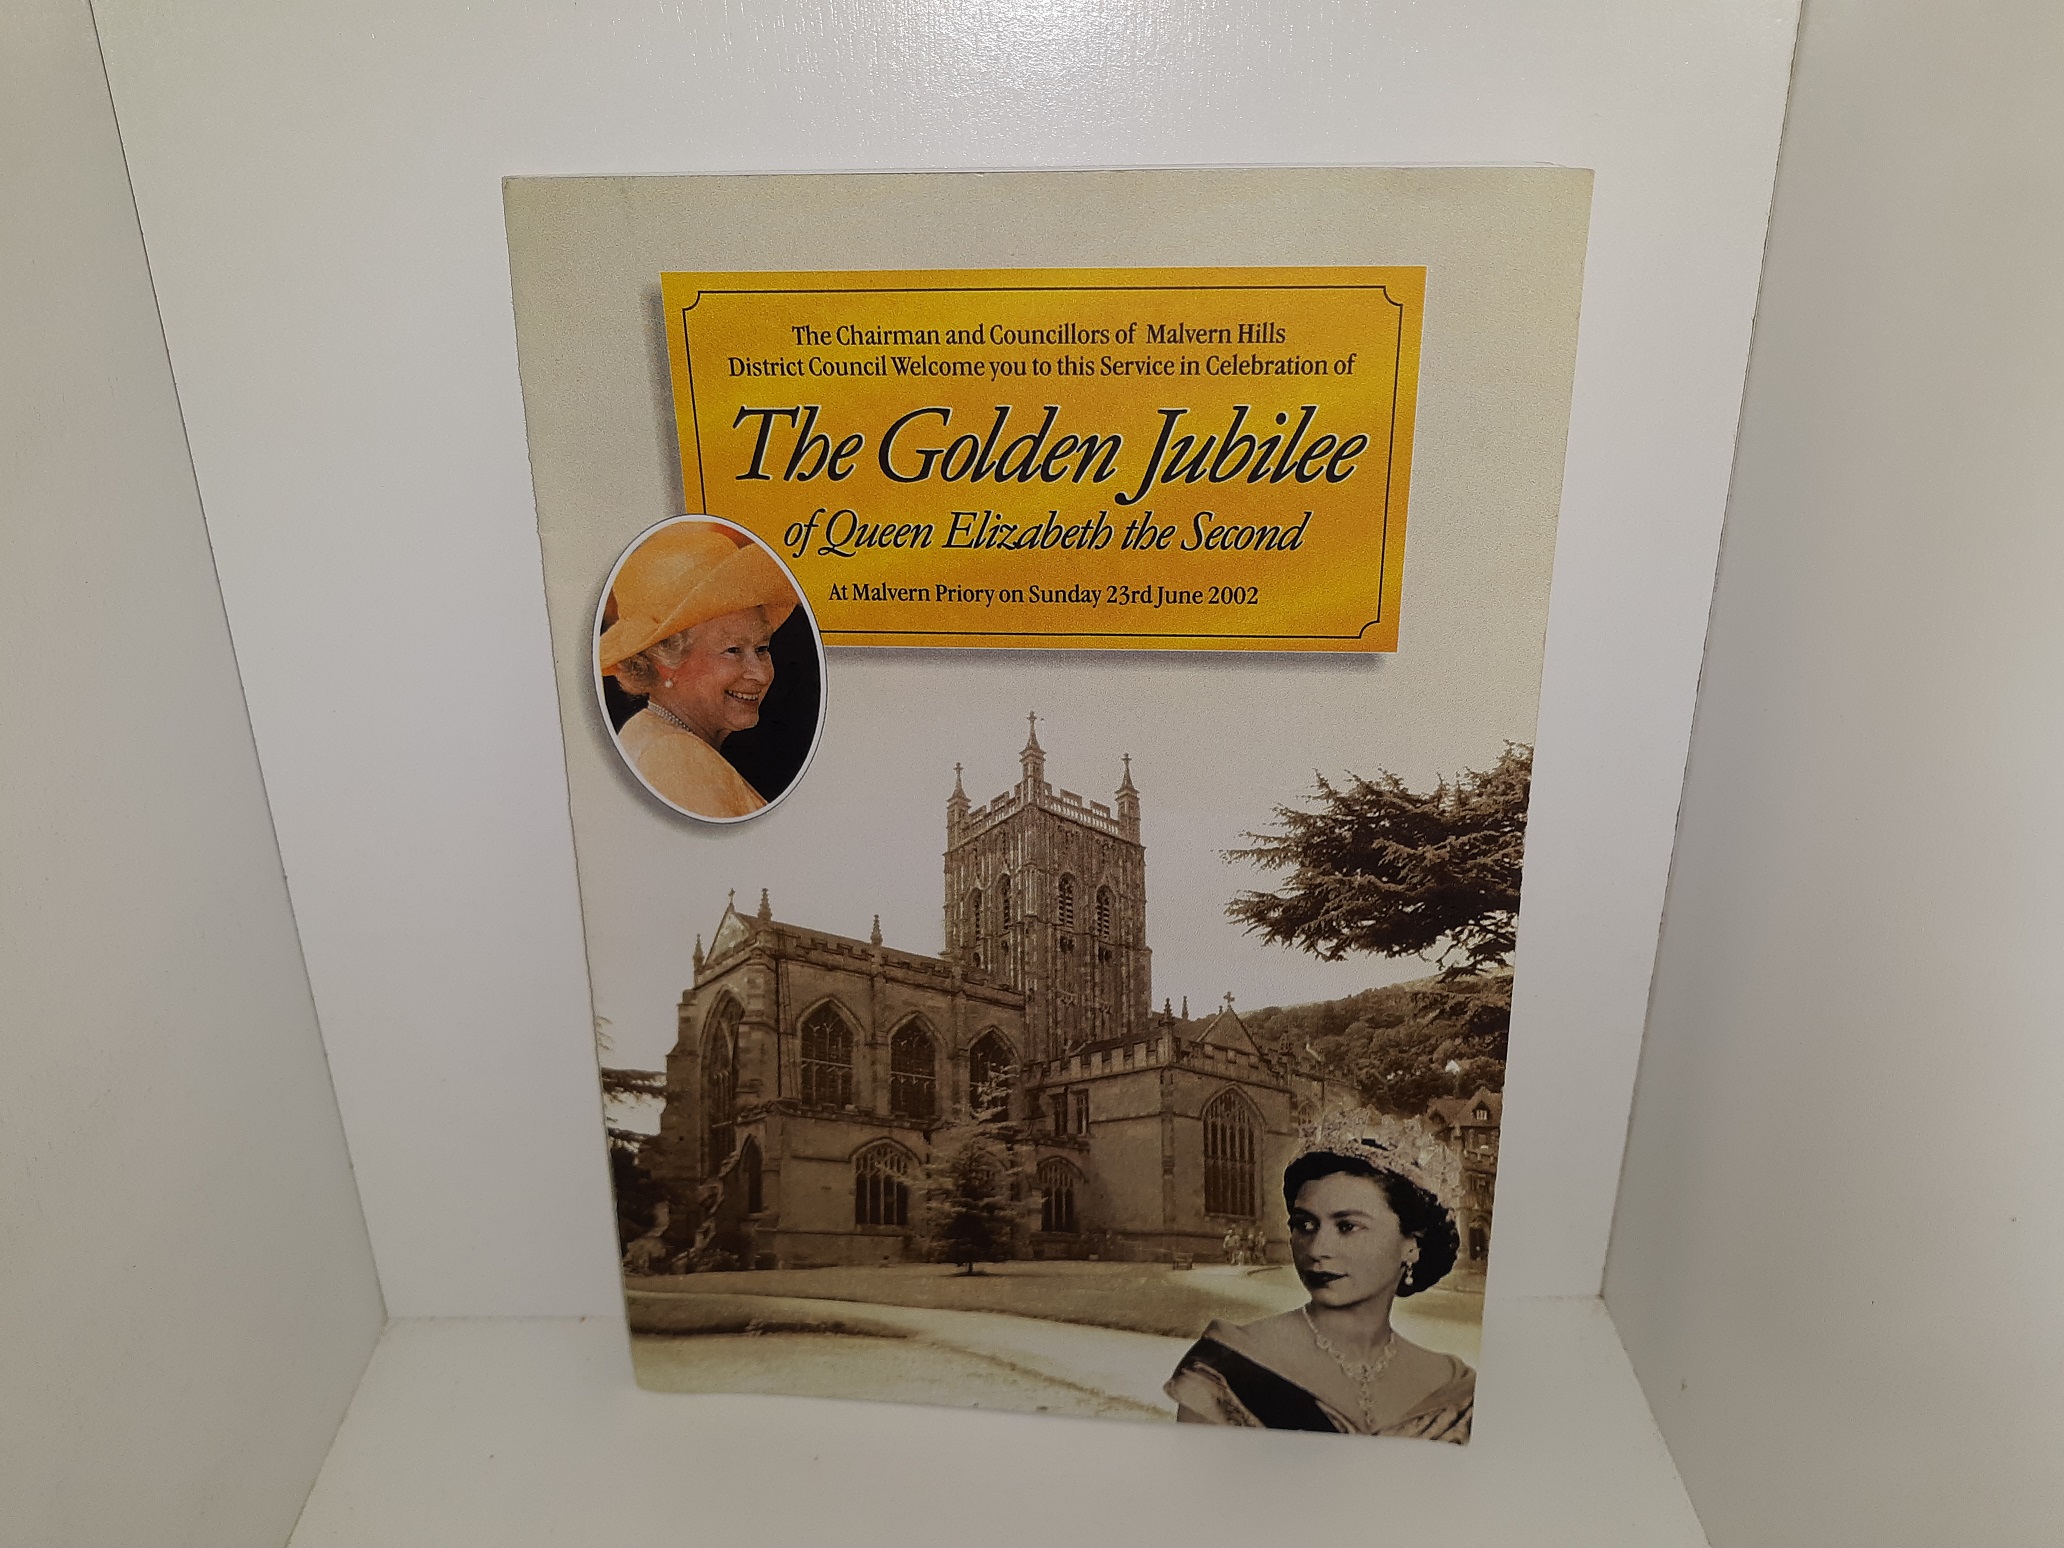 The Chairman and Councillors of Malvern Hills
District Council Welcome you to this Service in Celebration of
The Golden Jubilee
of Queen Elizabeth the Second
At Malvern Priory on Sunday 23rd June 2002